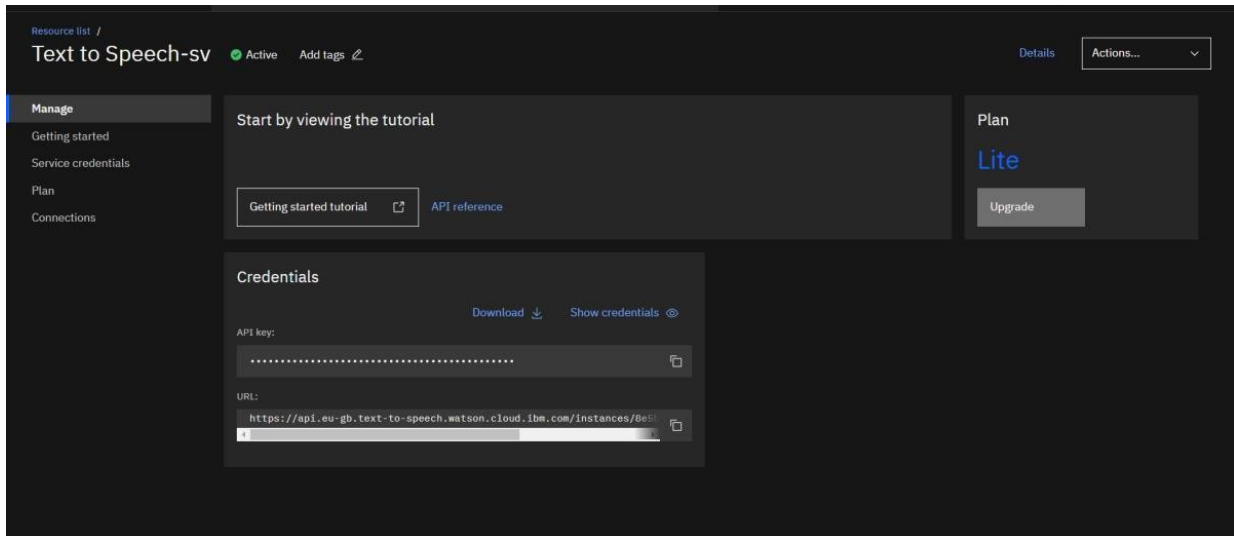 Resource list /
Text to Speech-sv Active Add tags
Details Actions...
Manage
Getting started
Service credentials
Plan
Connections
Start by viewing the tutorial
Getting started tutorial API reference
Plan
Lite
Upgrade
Credentials
Download Show credentials
API key:
••••••••••••••••••••••••••••••••••••••••••••
URL:
https://api.eu-gb.text-to-speech.watson.cloud.ibm.com/instances/8e5